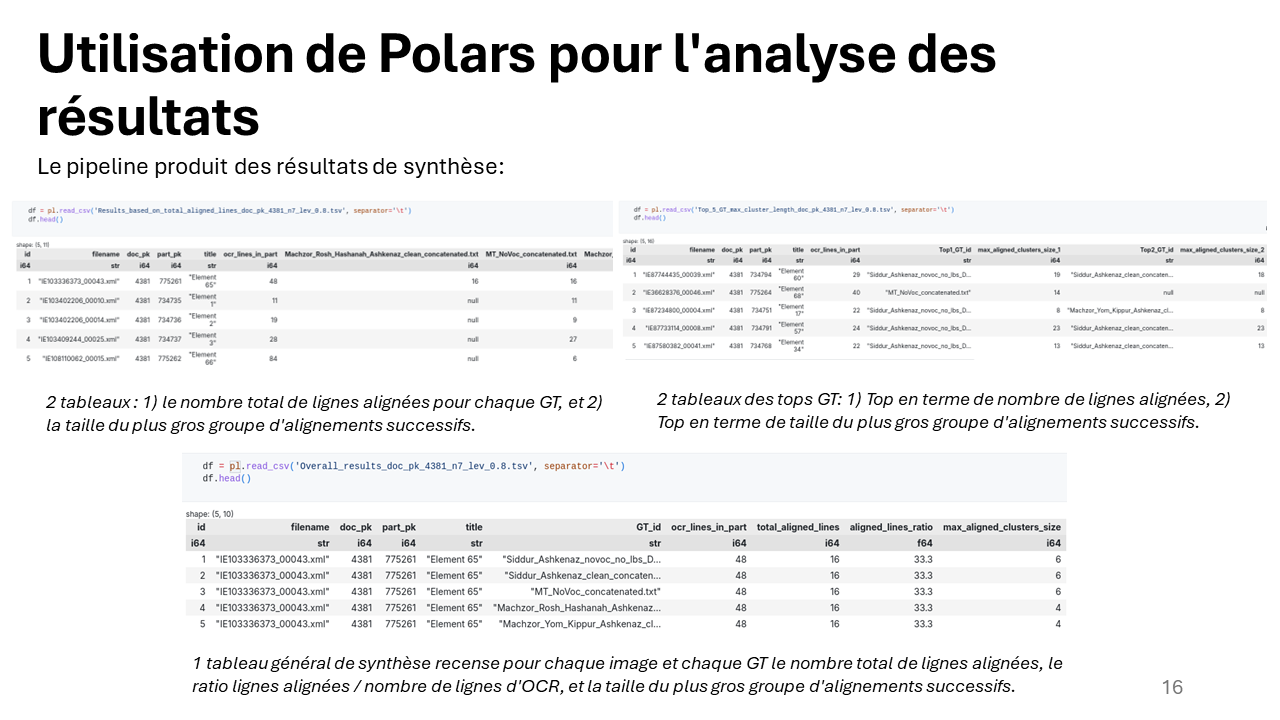 Utilisation de Polars pour l'analyse des
résultats
Le pipeline produit des résultats de synthèse:
df = pl.read_csv('Results_based_on_total_aligned_lines_doc_pk_4381_n7_lev_0.8.tsv', separator='\t')
df.head()
shape: (5, 11)
id filename doc_pk part_pk title ocr_lines_in_part Machzor_Rosh_Hashanah_Ashkenaz_clean_concatenated.txt MT_NoVoc_concatenated.txt Machzor_
i64 str i64 i64 str i64 i64 i64
1 "IE103336373_00043.xml" 4381 775261 "Element 65" 48 16 16
2 "IE103402206_00010.xml" 4381 734735 "Element 1" 11 null 11
3 "IE103402206_00014.xml" 4381 734736 "Element 2" 19 null 9
4 "IE103409244_00025.xml" 4381 734737 "Element 3" 28 null 27
5 "IE108110062_00015.xml" 4381 775262 "Element 66" 84 null 6
2 tableaux : 1) le nombre total de lignes alignées pour chaque GT, et 2)
la taille du plus gros groupe d'alignements successifs.
df = pl.read_csv('Top_5_GT_max_cluster_length_doc_pk_4381_n7_lev_0.8.tsv', separator='\t')
df.head()
shape: (5, 16)
id filename doc_pk part_pk title ocr_lines_in_part Top1_GT_id max_aligned_clusters_size_1 Top2_GT_id max_aligned_clusters_size_2
i64 str i64 i64 str i64 str i64 str i64
1 "IE87744435_00039.xml" 4381 734794 "Element 60" 29 "Siddur_Ashkenaz_novoc_no_lbs_D… 19 "Siddur_Ashkenaz_clean_concaten… 18
2 "IE36628376_00046.xml" 4381 775264 "Element 68" 40 "MT_NoVoc_concatenated.txt" 14 null null
3 "IE87234800_00004.xml" 4381 734751 "Element 17" 22 "Siddur_Ashkenaz_novoc_no_lbs_D… 8 "Machzor_Yom_Kippur_Ashkenaz_cl… 8
4 "IE87733114_00008.xml" 4381 734791 "Element 57" 24 "Siddur_Ashkenaz_novoc_no_lbs_D… 23 "Siddur_Ashkenaz_clean_concaten… 23
5 "IE87580382_00041.xml" 4381 734768 "Element 34" 22 "Siddur_Ashkenaz_novoc_no_lbs_D… 13 "Siddur_Ashkenaz_clean_concaten… 13
2 tableaux des tops GT: 1) Top en terme de nombre de lignes alignées, 2)
Top en terme de taille du plus gros groupe d'alignements successifs.
df = pl.read_csv('Overall_results_doc_pk_4381_n7_lev_0.8.tsv', separator='\t')
df.head()
shape: (5, 10)
id filename doc_pk part_pk title GT_id ocr_lines_in_part total_aligned_lines aligned_lines_ratio max_aligned_clusters_size
i64 str i64 i64 str str i64 i64 f64 i64
1 "IE103336373_00043.xml" 4381 775261 "Element 65" "Siddur_Ashkenaz_novoc_no_lbs_D… 48 16 33.3 6
2 "IE103336373_00043.xml" 4381 775261 "Element 65" "Siddur_Ashkenaz_clean_concaten… 48 16 33.3 6
3 "IE103336373_00043.xml" 4381 775261 "Element 65" "MT_NoVoc_concatenated.txt" 48 16 33.3 6
4 "IE103336373_00043.xml" 4381 775261 "Element 65" "Machzor_Rosh_Hashanah_Ashkenaz… 48 16 33.3 4
5 "IE103336373_00043.xml" 4381 775261 "Element 65" "Machzor_Yom_Kippur_Ashkenaz_cl… 48 16 33.3 4
1 tableau général de synthèse recense pour chaque image et chaque GT le nombre total de lignes alignées, le
ratio lignes alignées / nombre de lignes d'OCR, et la taille du plus gros groupe d'alignements successifs.
16